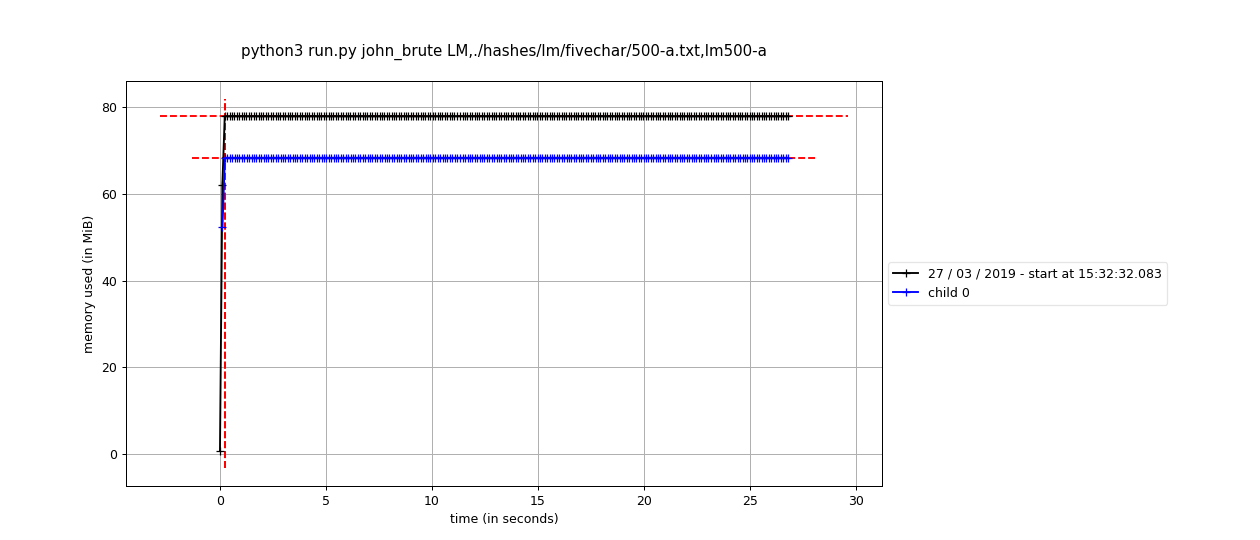 python3 run.py john_brute LM,./hashes/lm/fivechar/500-a.txt,lm500-a
80
60
40
20
0
memory used (in MiB)
0 5 10 15 20 25 30
time (in seconds)
27 / 03 / 2019 - start at 15:32:32.083
child 0